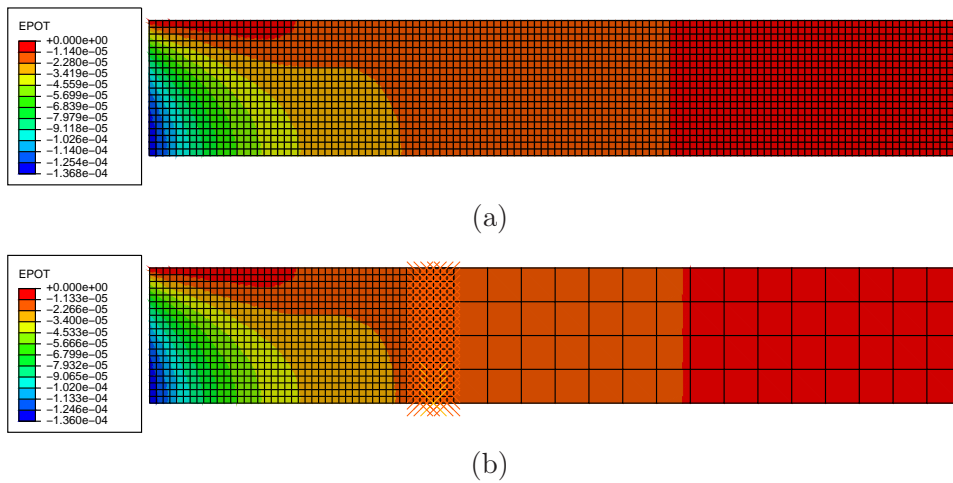 EPOT
+0.000e+00
−1.140e−05
−2.280e−05
−3.419e−05
−4.559e−05
−5.699e−05
−6.839e−05
−7.979e−05
−9.118e−05
−1.026e−04
−1.140e−04
−1.254e−04
−1.368e−04
(a)
EPOT
+0.000e+00
−1.133e−05
−2.266e−05
−3.400e−05
−4.533e−05
−5.666e−05
−6.799e−05
−7.932e−05
−9.065e−05
−1.020e−04
−1.133e−04
−1.246e−04
−1.360e−04
(b)